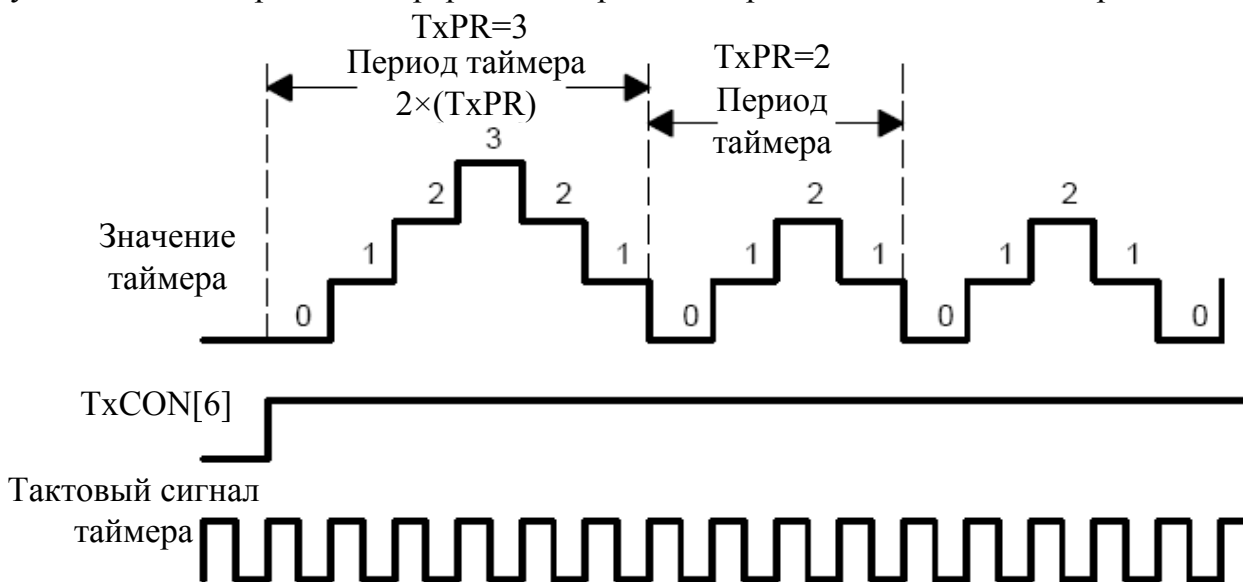 TxPR=3
Период таймера
2×(TxPR)
TxPR=2
Период
таймера
3
2 2 2 2
Значение
таймера
1 1 1 1 1 1
0 0 0 0
TxCON[6]
Тактовый сигнал
таймера